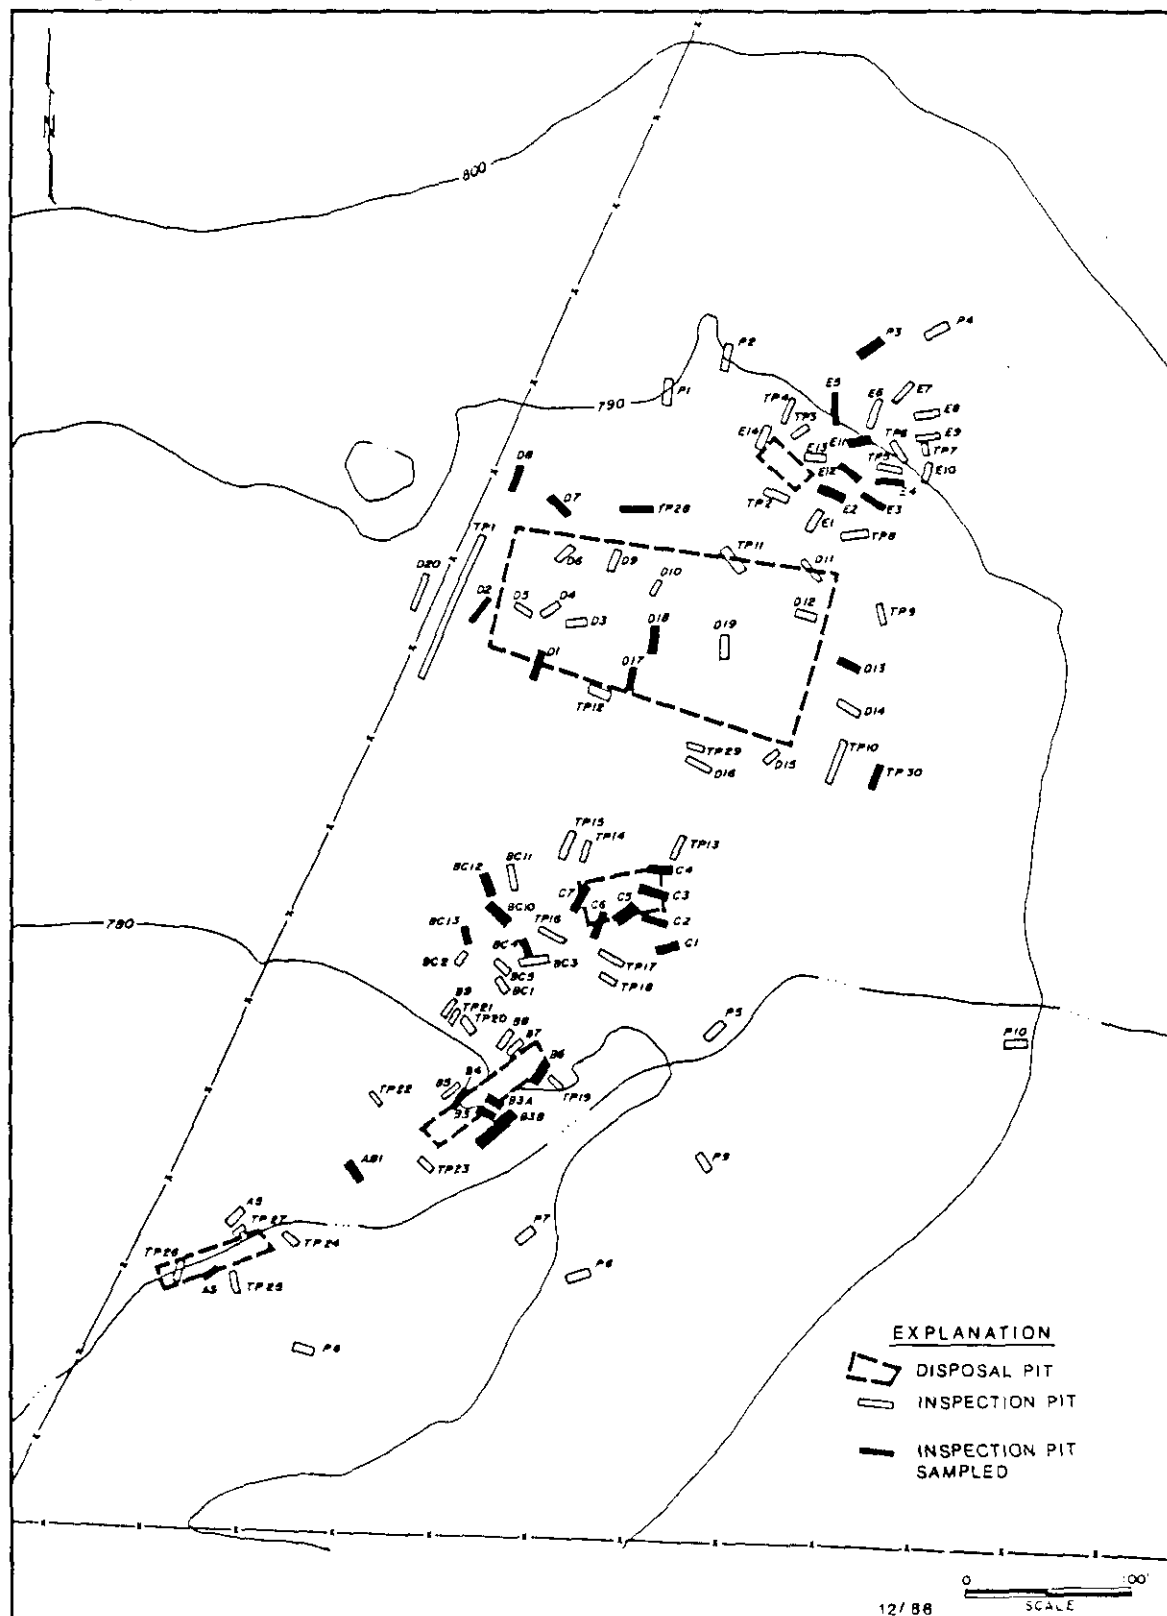 N
800
P3
P4
P2
P1
790
E5
E6
E7
TP4
TP3
E8
E14
E11
TP6
E9
E13
TP7
D8
TP5
E10
E12
E4
D7
TP2
E2
E3
TP28
E1
TP8
TP1
TP11
D6
D9
D11
D20
D10
D2
D5
D4
D12
TP9
D3
D18
D19
D1
D17
D13
TP12
D14
TP29
TP10
D16
D15
TP30
TP15
TP14
TP13
BC11
BC12
C4
C7
C3
C5
BC10
C6
C2
BC13
TP16
BC4
C1
780
BC2
BC3
TP17
BC5
TP18
BC1
B9
TP21
TP20
P5
B8
B7
P10
B6
B4
B5
TP22
TP19
B3A
B3
B3B
AB1
TP23
P9
A5
TP27
P7
TP24
TP26
A3
TP25
P6
P8
EXPLANATION
DISPOSAL PIT
INSPECTION PIT
INSPECTION PIT
SAMPLED
0 100'
SCALE